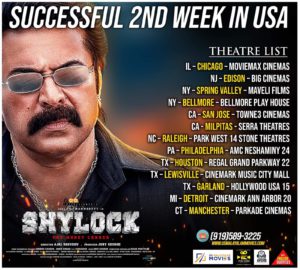 SUCCESSFUL 2ND WEEK IN USA
THEATRE LIST
IL - CHICAGO - MOVIEMAX CINEMAS
NJ - EDISON - BIG CINEMAS
NY - SPRING VALLEY - MAVELI FILMS
NY - BELLMORE - BELLMORE PLAY HOUSE
CA - SAN JOSE - TOWNE3 CINEMAS
CA - MILPITAS - SERRA THEATRES
NC - RALEIGH - PARK WEST 14 STONE THEATRES
PA - PHILADELPHIA - AMC NESHAMINY 24
TX - HOUSTON - REGAL GRAND PARKWAY 22
TX - LEWISVILLE - CINEMARK MUSIC CITY MALL
TX - GARLAND - HOLLYWOOD USA 15
MI - DETROIT - CINEMARK ANN ARBOR 20
CT - MANCHESTER - PARKADE CINEMAS
SHYLOCK
THE MONEY LENDER
(919)589-3225